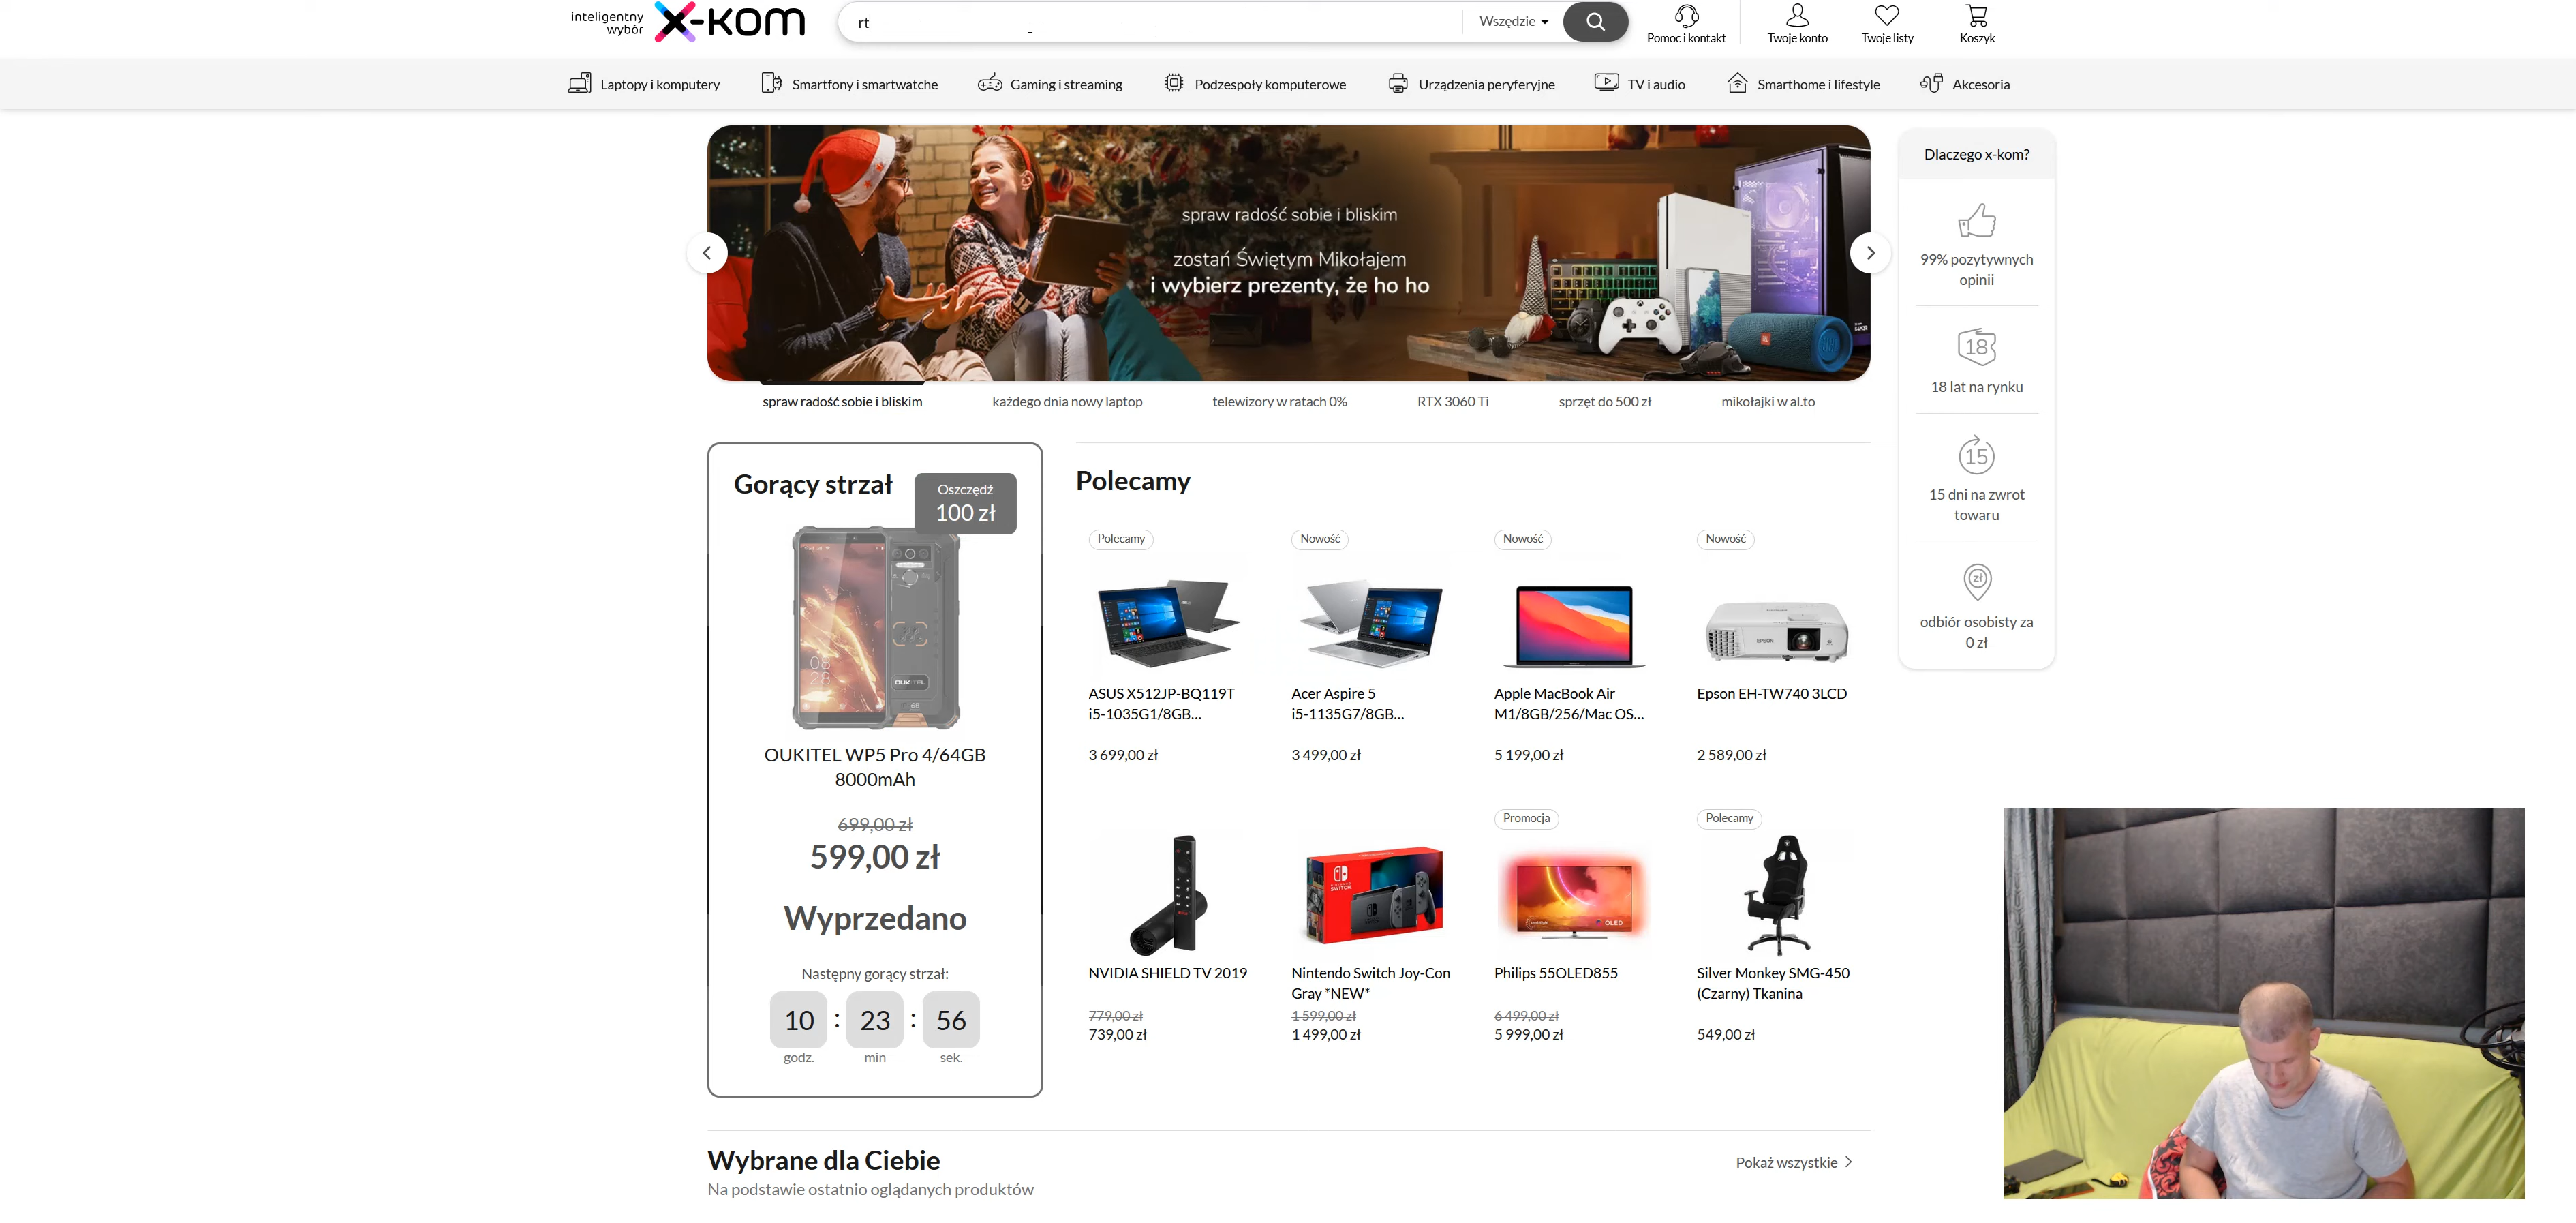 inteligentny
wybór
x-kom
rt
Wszędzie
Pomoc i kontakt
Twoje konto
Twoje listy
Koszyk
Laptopy i komputery
Smartfony i smartwatche
Gaming i streaming
Podzespoły komputerowe
Urządzenia peryferyjne
TV i audio
Smarthome i lifestyle
Akcesoria
spraw radość sobie i bliskim
zostań Świętym Mikołajem
i wybierz prezenty, że ho ho
spraw radość sobie i bliskim
każdego dnia nowy laptop
telewizory w ratach 0%
RTX 3060 Ti
sprzęt do 500 zł
mikołajki w al.to
Dlaczego x-kom?
99% pozytywnych
opinii
18
18 lat na rynku
15
15 dni na zwrot
towaru
zł
odbiór osobisty za
0 zł
Gorący strzał
Oszczędź
100 zł
08
28
OUKITEL
OUKITEL WP5 Pro 4/64GB
8000mAh
699,00 zł
599,00 zł
Wyprzedano
Następny gorący strzał:
10 : 23 : 56
godz.
min
sek.
Polecamy
Polecamy
ASUS X512JP-BQ119T
i5-1035G1/8GB...
3 699,00 zł
Nowość
Acer Aspire 5
i5-1135G7/8GB...
3 499,00 zł
Nowość
Apple MacBook Air
M1/8GB/256/Mac OS...
5 199,00 zł
Nowość
EPSON
Epson EH-TW740 3LCD
2 589,00 zł
NVIDIA SHIELD TV 2019
779,00 zł
739,00 zł
SWITCH
Nintendo Switch Joy-Con
Gray *NEW*
1 599,00 zł
1 499,00 zł
Promocja
OLED
Philips 55OLED855
6 499,00 zł
5 999,00 zł
Polecamy
Silver Monkey SMG-450
(Czarny) Tkanina
549,00 zł
Wybrane dla Ciebie
Pokaż wszystkie
Na podstawie ostatnio oglądanych produktów